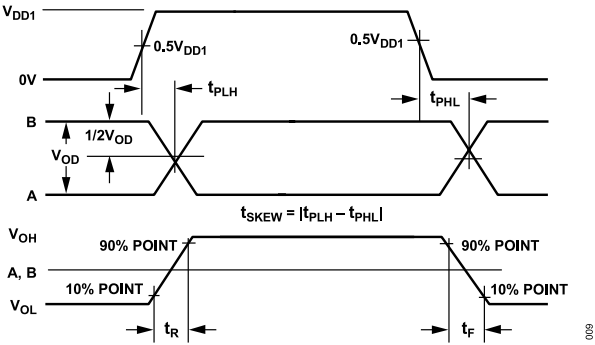 VDD1
0.5VDD1
0.5VDD1
0V
tPLH
tPHL
B
1/2VOD
VOD
A
tSKEW = |tPLH – tPHL|
VOH
90% POINT
90% POINT
A, B
10% POINT
10% POINT
VOL
tR
tF
009